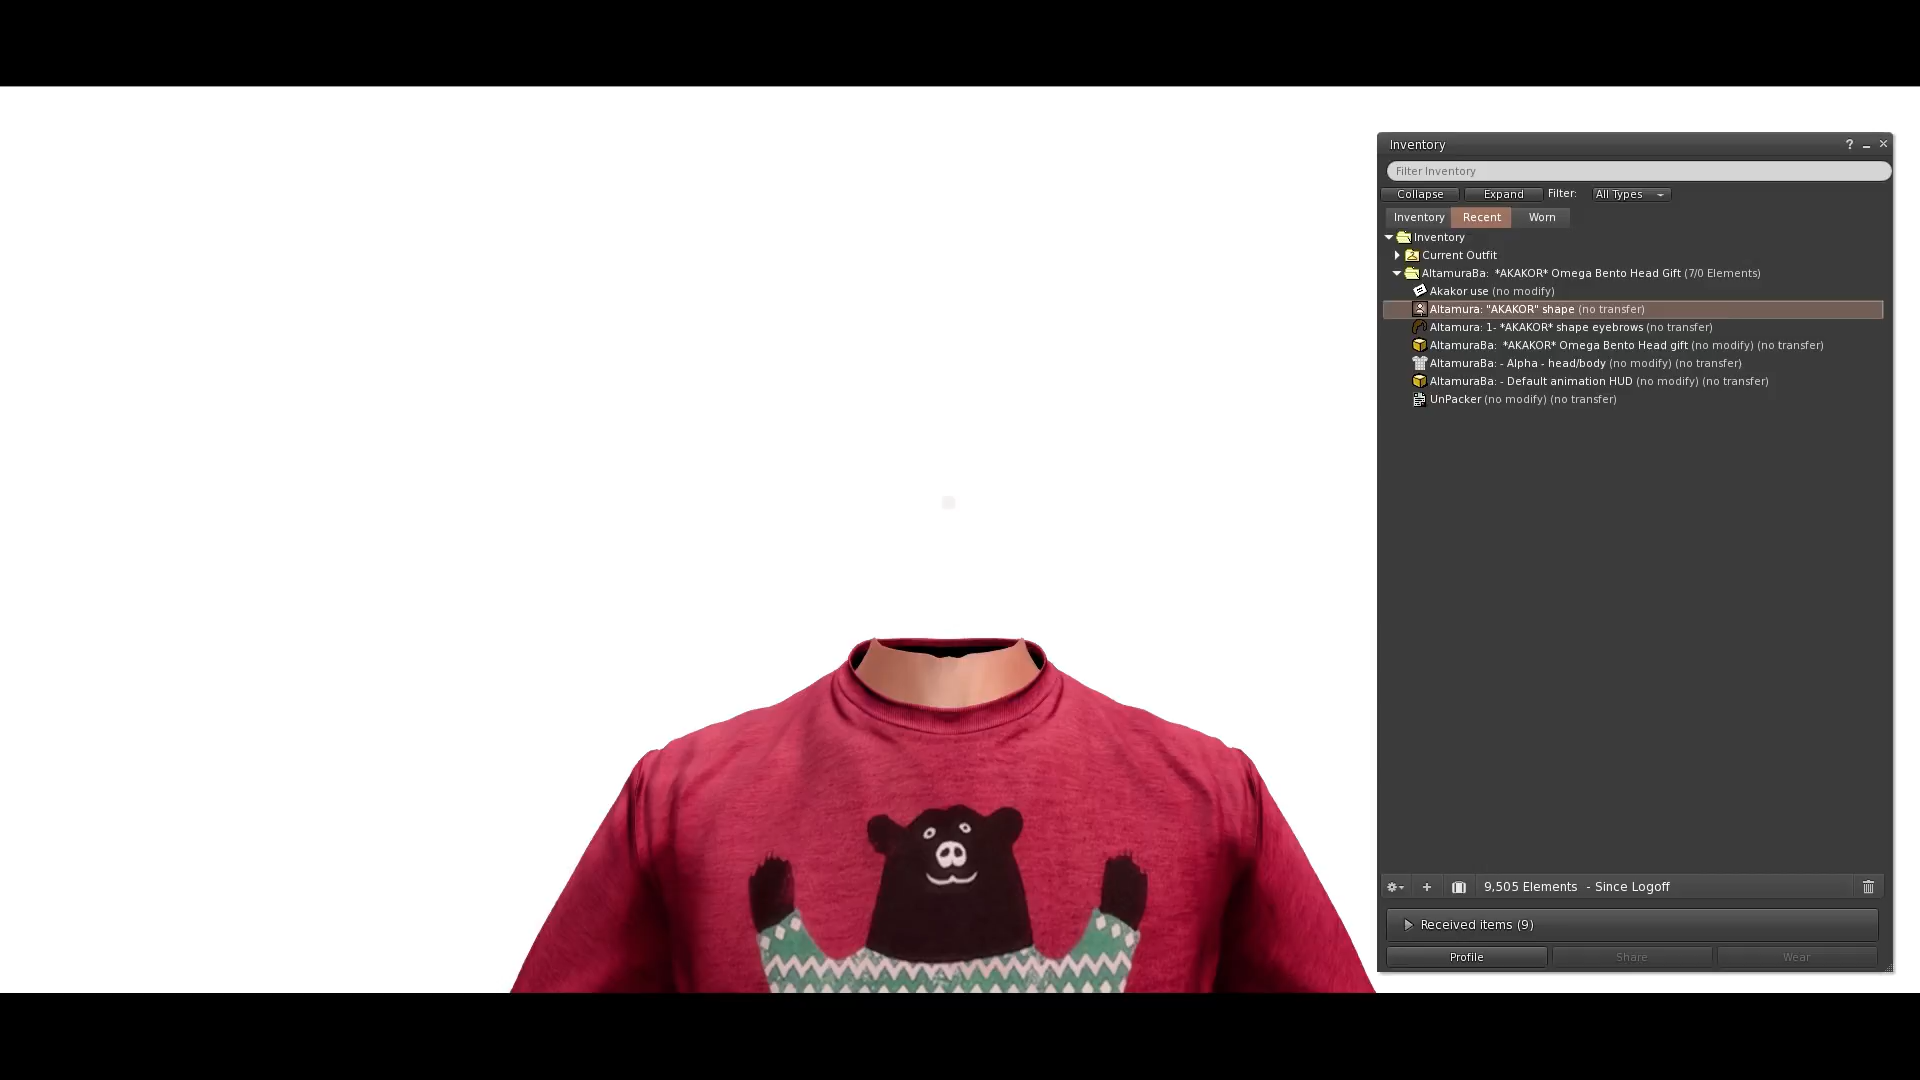 Inventory
Filter Inventory
Collapse Expand Filter: All Types
Inventory Recent Worn
Inventory
Current Outfit
AltamuraBa: *AKAKOR* Omega Bento Head Gift (7/0 Elements)
Akakor use (no modify)
Altamura: "AKAKOR" shape (no transfer)
Altamura: 1- *AKAKOR* shape eyebrows (no transfer)
AltamuraBa: *AKAKOR* Omega Bento Head gift (no modify) (no transfer)
AltamuraBa: - Alpha - head/body (no modify) (no transfer)
AltamuraBa: - Default animation HUD (no modify) (no transfer)
UnPacker (no modify) (no transfer)
9,505 Elements - Since Logoff
Received items (9)
Profile Share Wear